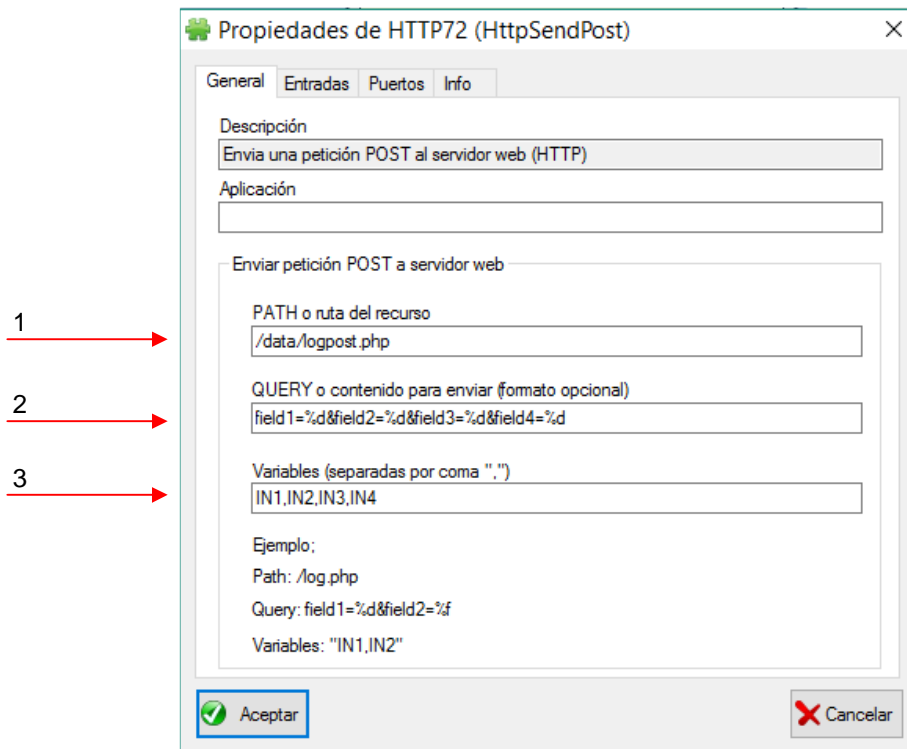 Propiedades de HTTP72 (HttpSendPost)
General Entradas Puertos Info
Descripción
Envia una petición POST al servidor web (HTTP)
Aplicación
Enviar petición POST a servidor web
1
PATH o ruta del recurso
/data/logpost.php
2
QUERY o contenido para enviar (formato opcional)
field1=%d&field2=%d&field3=%d&field4=%d
3
Variables (separadas por coma ",")
IN1,IN2,IN3,IN4
Ejemplo;
Path: /log.php
Query: field1=%d&field2=%f
Variables: "IN1,IN2"
Aceptar Cancelar